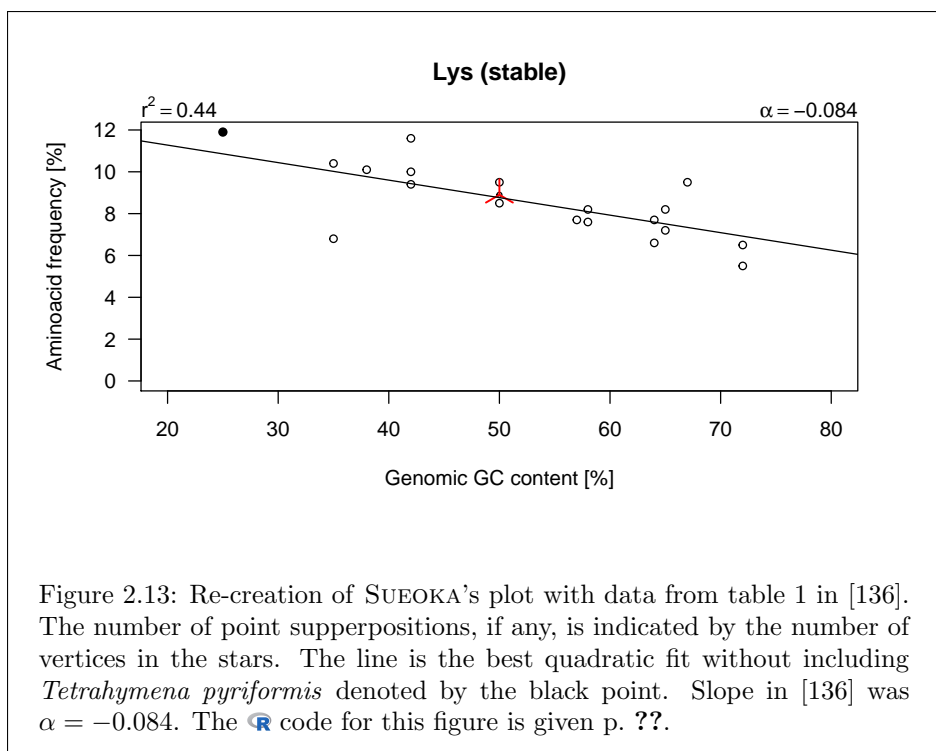 Lys (stable)
r² = 0.44
α = −0.084
Aminoacid frequency [%]
12
10
8
6
4
2
0
20 30 40 50 60 70 80
Genomic GC content [%]
Figure 2.13: Re-creation of SUEOKA's plot with data from table 1 in [136].
The number of point supperpositions, if any, is indicated by the number of
vertices in the stars. The line is the best quadratic fit without including
Tetrahymena pyriformis denoted by the black point. Slope in [136] was
α = −0.084. The R code for this figure is given p. ??.